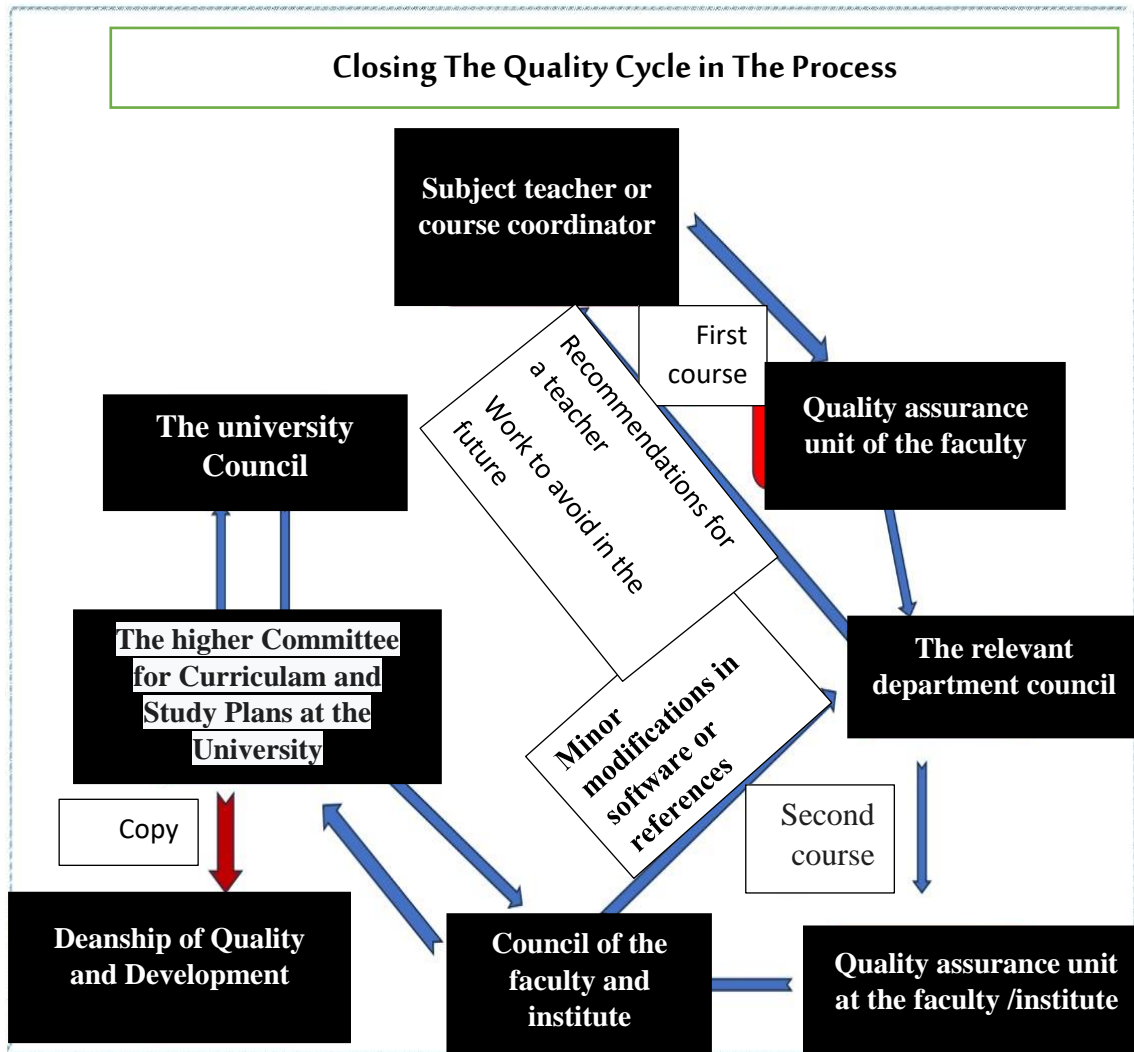 Closing The Quality Cycle in The Process
Subject teacher or
course coordinator
First
course
Recommendations for
a teacher
Work to avoid in the
future
Quality assurance
unit of the faculty
The university
Council
The higher Committee
for Curriculam and
Study Plans at the
University
The relevant
department council
Minor
modifications in
software or
references
Second
course
Copy
Deanship of Quality
and Development
Council of the
faculty and
institute
Quality assurance unit
at the faculty /institute